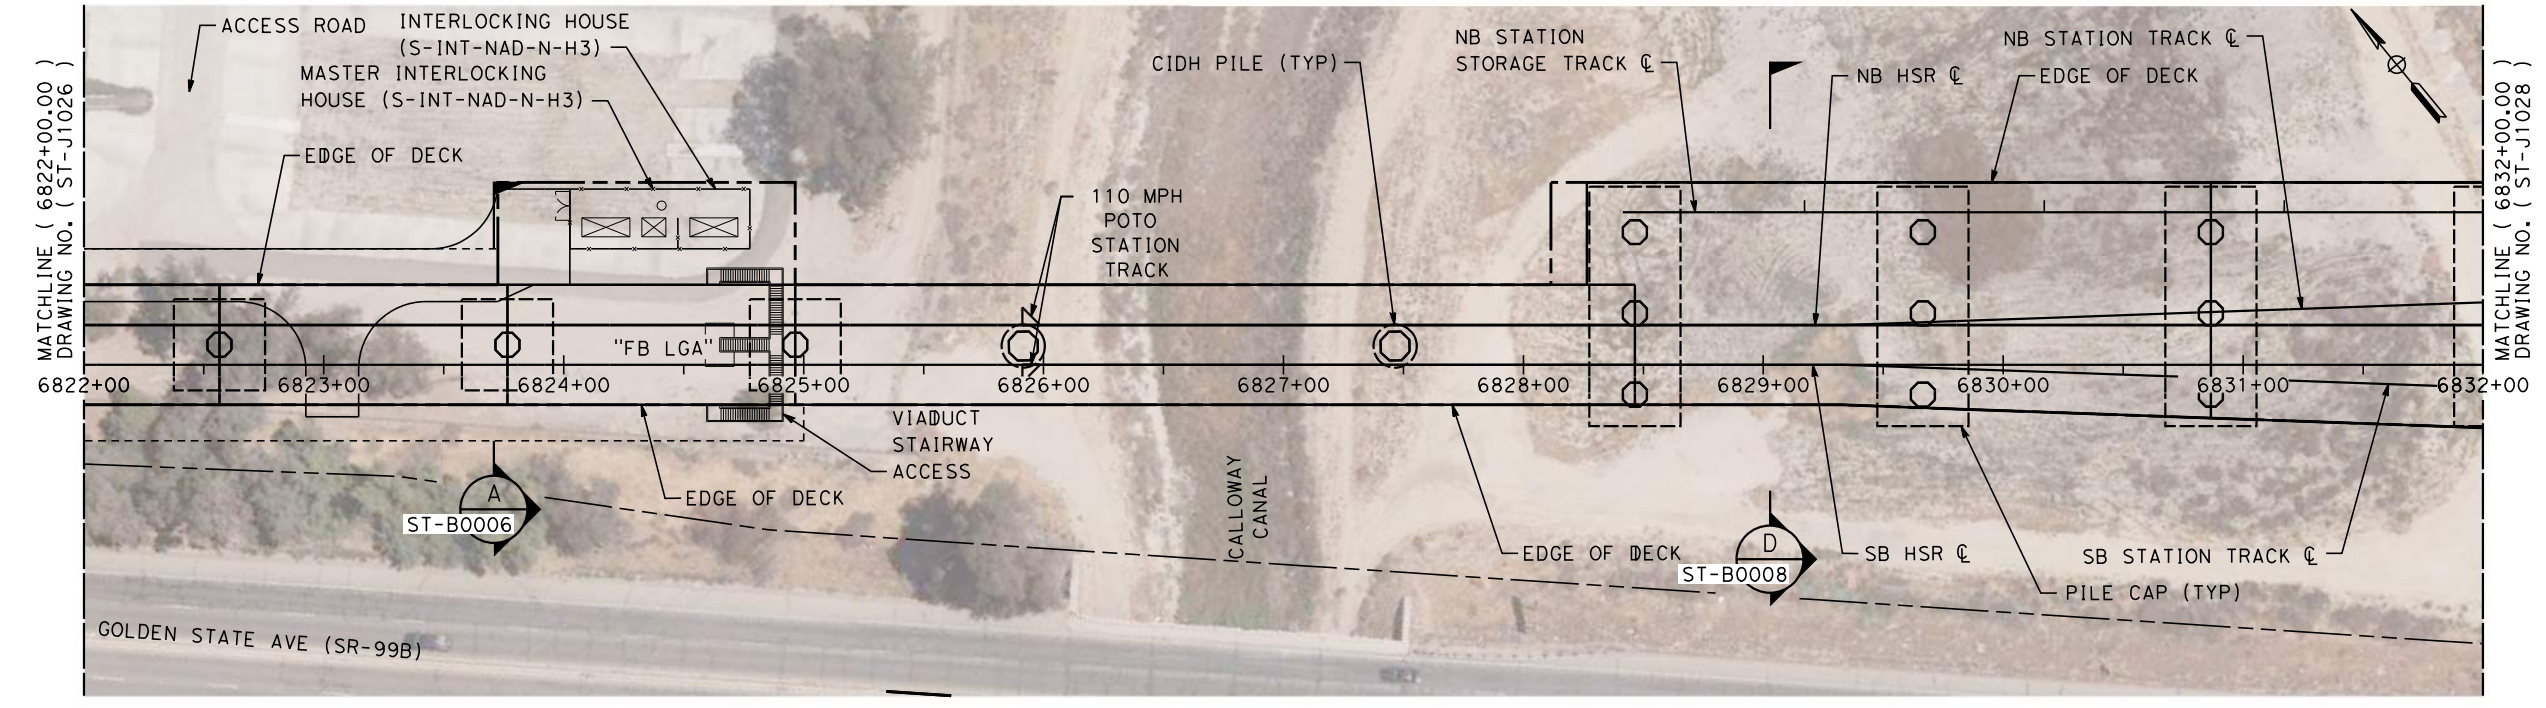 ACCESS ROAD
INTERLOCKING HOUSE
(S-INT-NAD-N-H3)
MASTER INTERLOCKING
HOUSE (S-INT-NAD-N-H3)
EDGE OF DECK
CIDH PILE (TYP)
NB STATION
STORAGE TRACK ℄
NB HSR ℄
NB STATION TRACK ℄
EDGE OF DECK
MATCHLINE ( 6822+00.00 )
DRAWING NO. ( ST-J1026 )
110 MPH
POTO
STATION
TRACK
MATCHLINE ( 6832+00.00 )
DRAWING NO. ( ST-J1028 )
"FB LGA"
6822+00
6823+00
6824+00
6825+00
6826+00
6827+00
6828+00
6829+00
6830+00
6831+00
6832+00
VIADUCT
STAIRWAY
ACCESS
EDGE OF DECK
A
ST-B0006
CALLOWAY
CANAL
EDGE OF DECK
D
ST-B0008
SB HSR ℄
SB STATION TRACK ℄
PILE CAP (TYP)
GOLDEN STATE AVE (SR-99B)